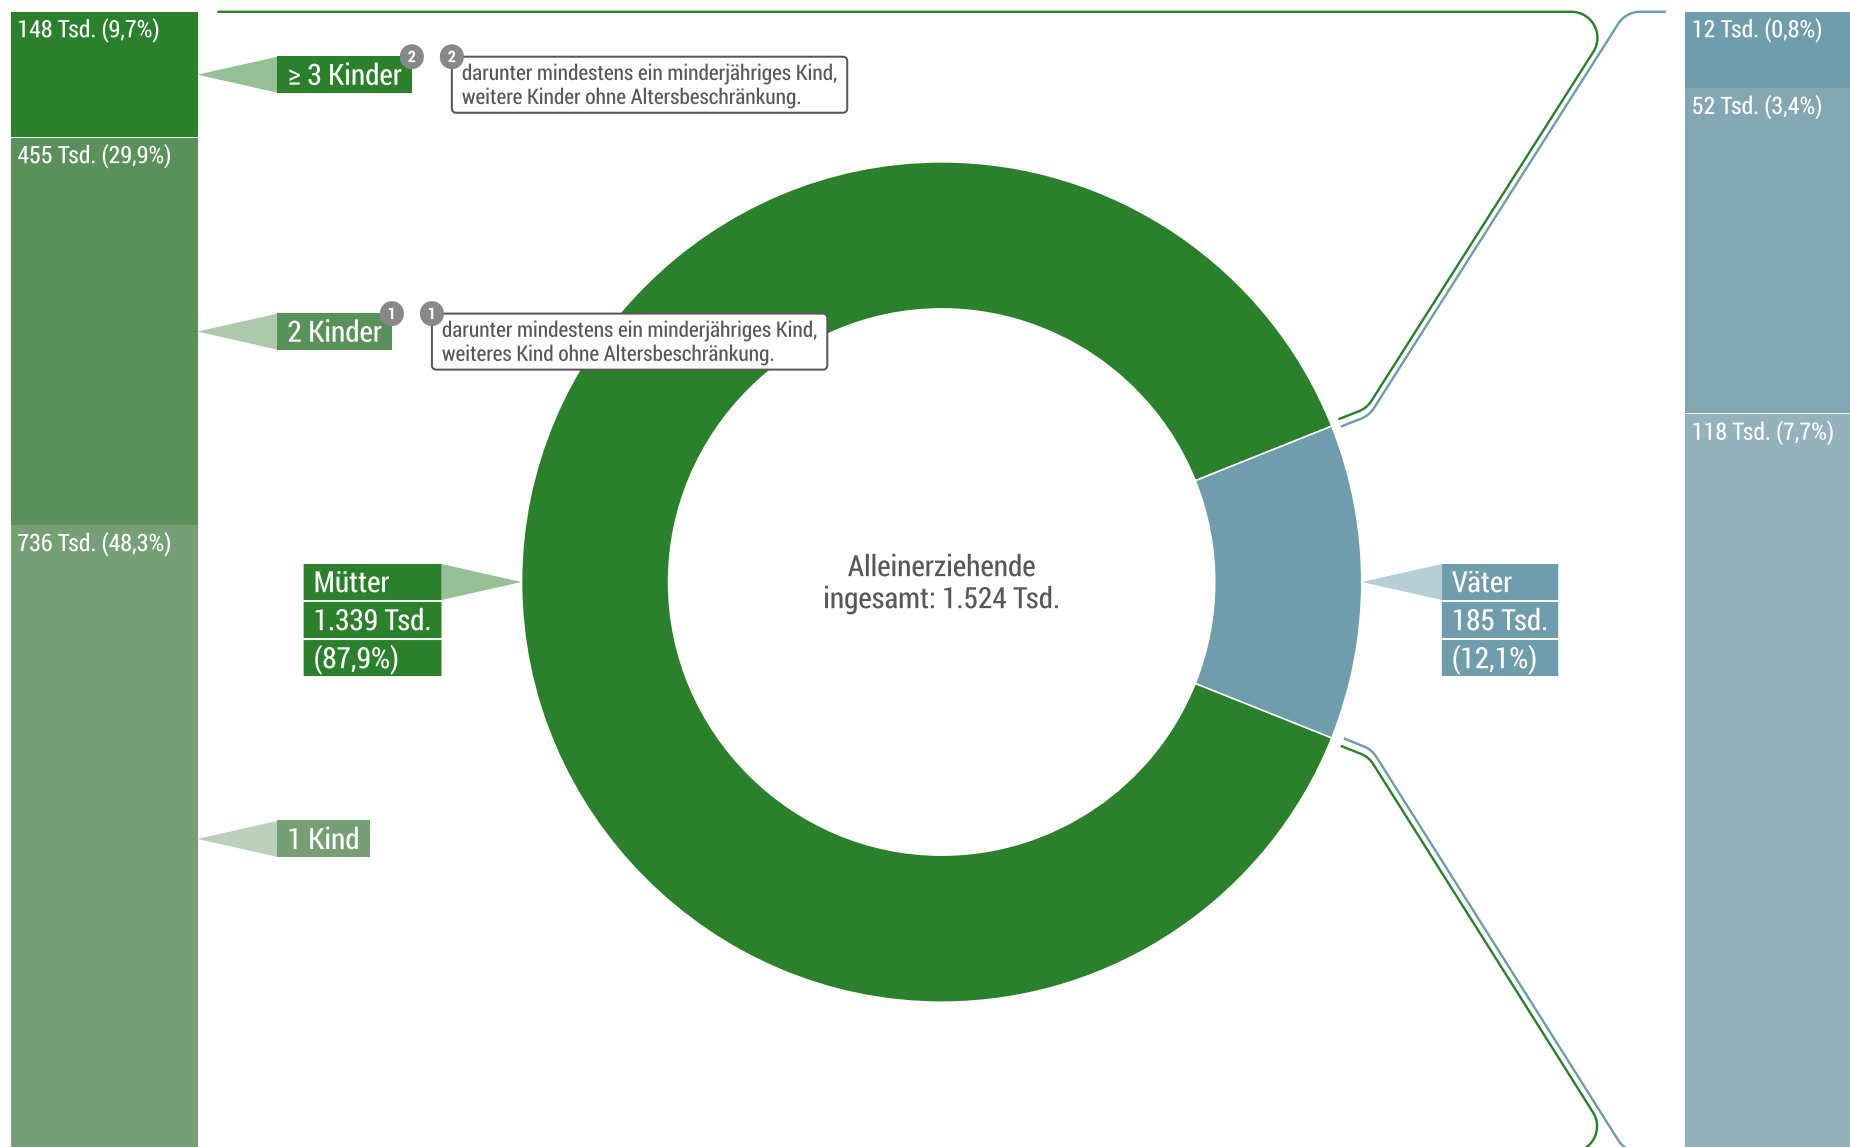 148 Tsd. (9,7%)
≥ 3 Kinder 2
2 darunter mindestens ein minderjähriges Kind,
weitere Kinder ohne Altersbeschränkung.
455 Tsd. (29,9%)
2 Kinder 1
1 darunter mindestens ein minderjähriges Kind,
weiteres Kind ohne Altersbeschränkung.
736 Tsd. (48,3%)
1 Kind
Mütter
1.339 Tsd.
(87,9%)
Alleinerziehende
ingesamt: 1.524 Tsd.
Väter
185 Tsd.
(12,1%)
12 Tsd. (0,8%)
52 Tsd. (3,4%)
118 Tsd. (7,7%)